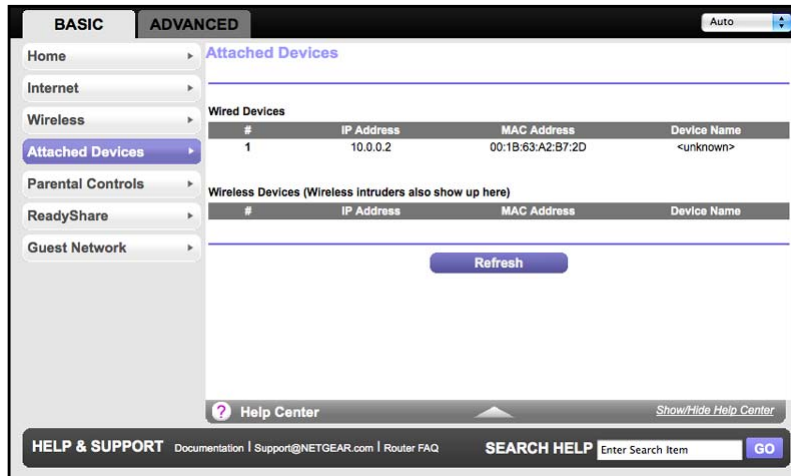 BASIC
ADVANCED
Auto
Home
Internet
Wireless
Attached Devices
Parental Controls
ReadyShare
Guest Network
Attached Devices
Wired Devices
# IP Address MAC Address Device Name
1 10.0.0.2 00:1B:63:A2:B7:2D <unknown>
Wireless Devices (Wireless intruders also show up here)
# IP Address MAC Address Device Name
Refresh
? Help Center
Show/Hide Help Center
HELP & SUPPORT Documentation | Support@NETGEAR.com | Router FAQ
SEARCH HELP Enter Search Item GO